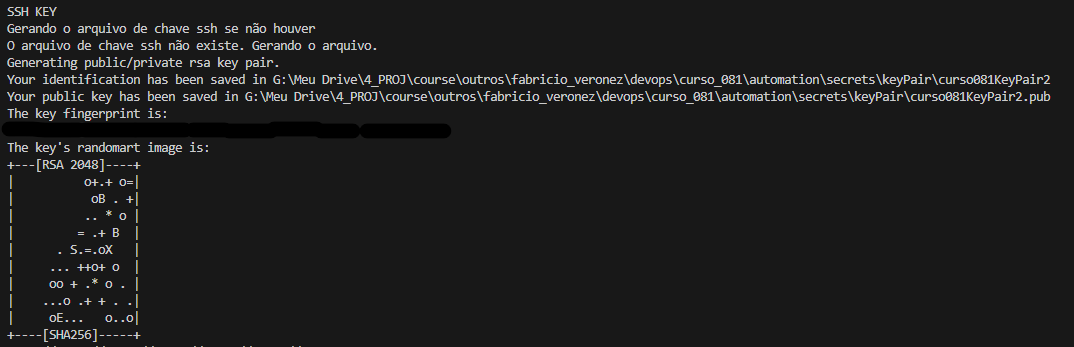 SSH KEY
Gerando o arquivo de chave ssh se não houver
O arquivo de chave ssh não existe. Gerando o arquivo.
Generating public/private rsa key pair.
Your identification has been saved in G:\Meu Drive\4_PROJ\course\outros\fabricio_veronez\devops\curso_081\automation\secrets\keyPair\curso081KeyPair2
Your public key has been saved in G:\Meu Drive\4_PROJ\course\outros\fabricio_veronez\devops\curso_081\automation\secrets\keyPair\curso081KeyPair2.pub
The key fingerprint is:
The key's randomart image is:
+---[RSA 2048]----+
|          o+.+ o=|
|           oB . +|
|          .. * o |
|         = .+ B  |
|      . S.=.oX   |
|     ... ++o+ o  |
|     oo + .* o . |
|    ...o .+ + . .|
|     oE...   o..o|
+----[SHA256]-----+